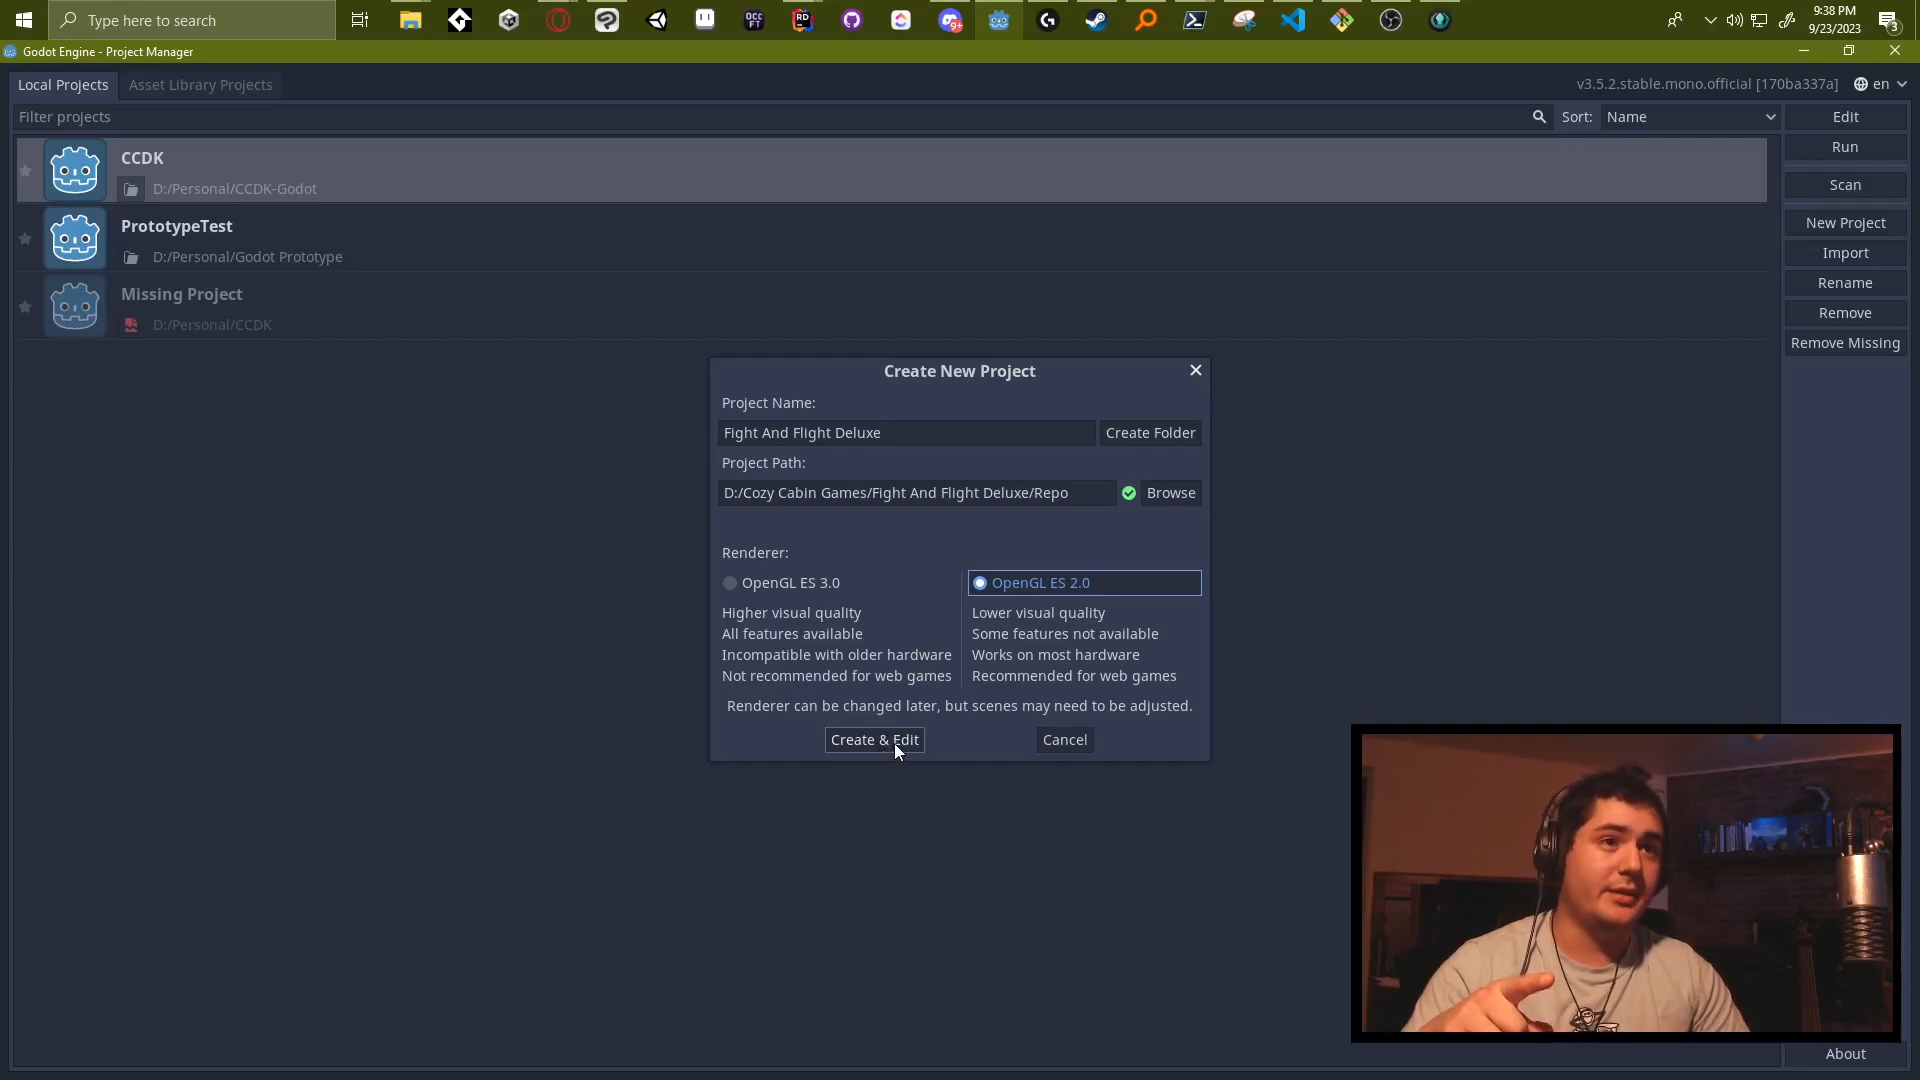 Type here to search
OCC
FT
RD
9+
9:38 PM
9/23/2023
3
Godot Engine - Project Manager
Local Projects
Asset Library Projects
v3.5.2.stable.mono.official [170ba337a]
en
Filter projects
Sort:
Name
Edit
CCDK
D:/Personal/CCDK-Godot
Run
Scan
PrototypeTest
D:/Personal/Godot Prototype
New Project
Import
Missing Project
D:/Personal/CCDK
Rename
Remove
Remove Missing
Create New Project
Project Name:
Fight And Flight Deluxe
Create Folder
Project Path:
D:/Cozy Cabin Games/Fight And Flight Deluxe/Repo
Browse
Renderer:
OpenGL ES 3.0
Higher visual quality
All features available
Incompatible with older hardware
Not recommended for web games
OpenGL ES 2.0
Lower visual quality
Some features not available
Works on most hardware
Recommended for web games
Renderer can be changed later, but scenes may need to be adjusted.
Create & Edit
Cancel
About